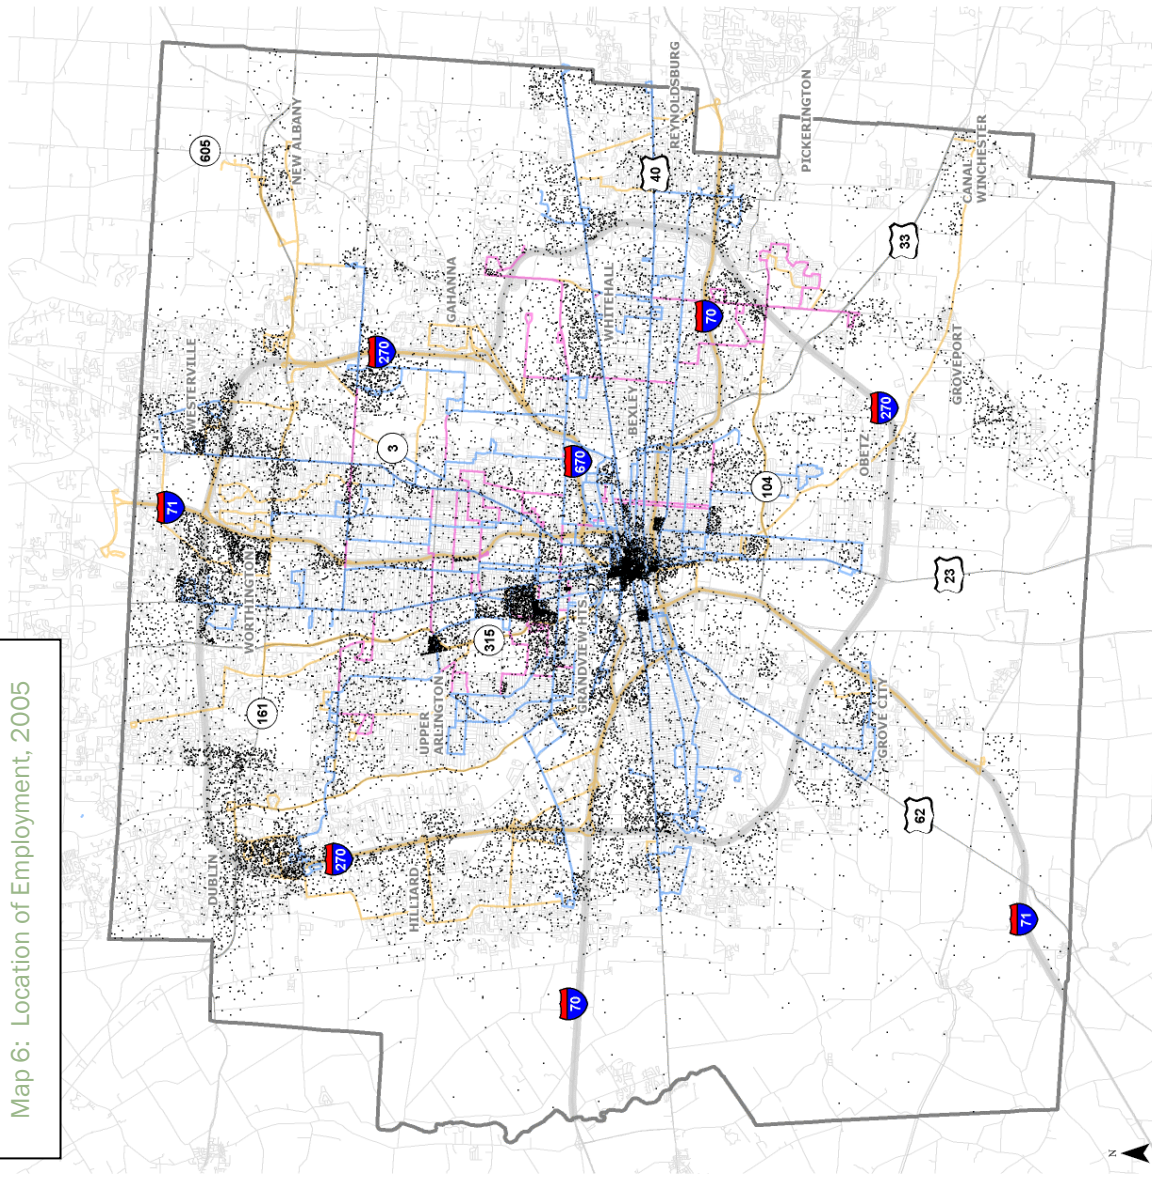 Map 6: Location of Employment, 2005
605
NEW ALBANY
REYNOLDSBURG
PICKERINGTON
CANAL
WINCHESTER
40
33
GAHANNA
WHITEHALL
70
WESTERVILLE
270
3
BEXLEY
670
104
OBETZ
270
GROVEPORT
71
WORTHINGTON
315
GRANDVIEW HTS.
23
161
UPPER
ARLINGTON
GROVE CITY
62
DUBLIN
270
HILLIARD
70
71
N